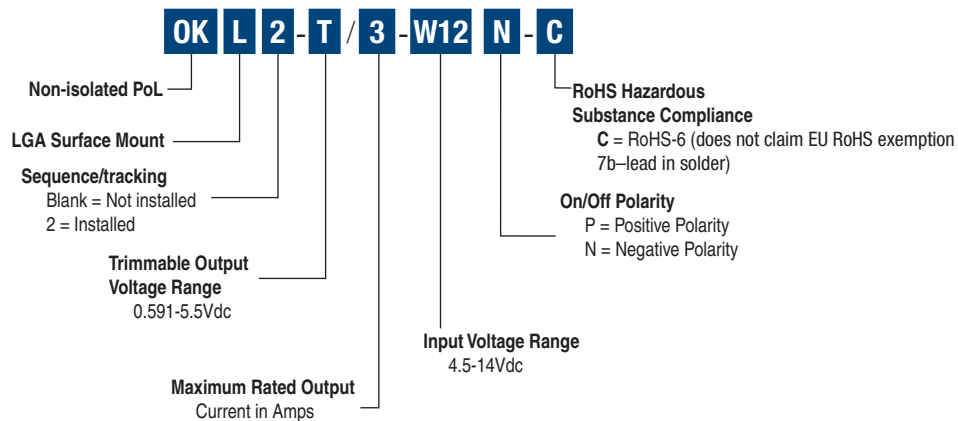 OK L 2 - T / 3 - W12 N - C
Non-isolated PoL
LGA Surface Mount
Sequence/tracking
Blank = Not installed
2 = Installed
Trimmable Output
Voltage Range
0.591-5.5Vdc
Maximum Rated Output
Current in Amps
Input Voltage Range
4.5-14Vdc
On/Off Polarity
P = Positive Polarity
N = Negative Polarity
RoHS Hazardous
Substance Compliance
C = RoHS-6 (does not claim EU RoHS exemption
7b–lead in solder)